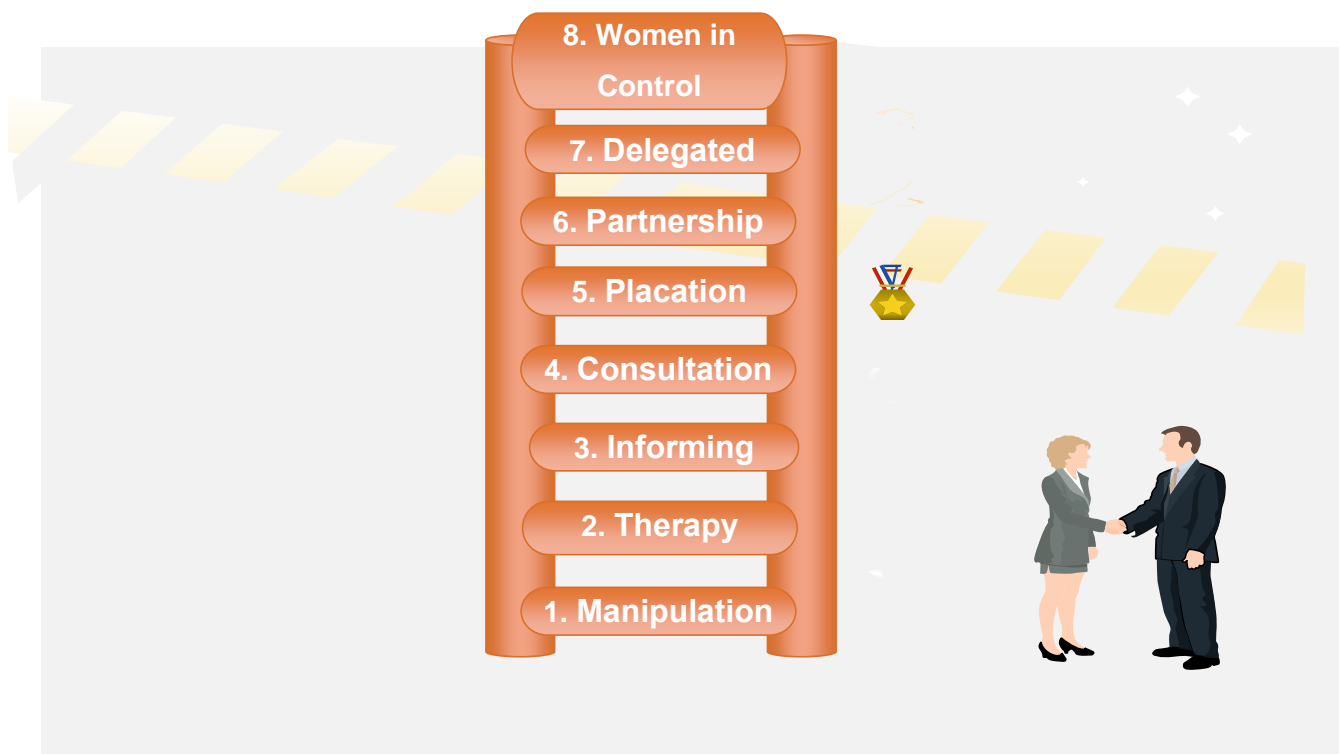 8. Women in
Control
7. Delegated
6. Partnership
5. Placation
4. Consultation
3. Informing
2. Therapy
1. Manipulation